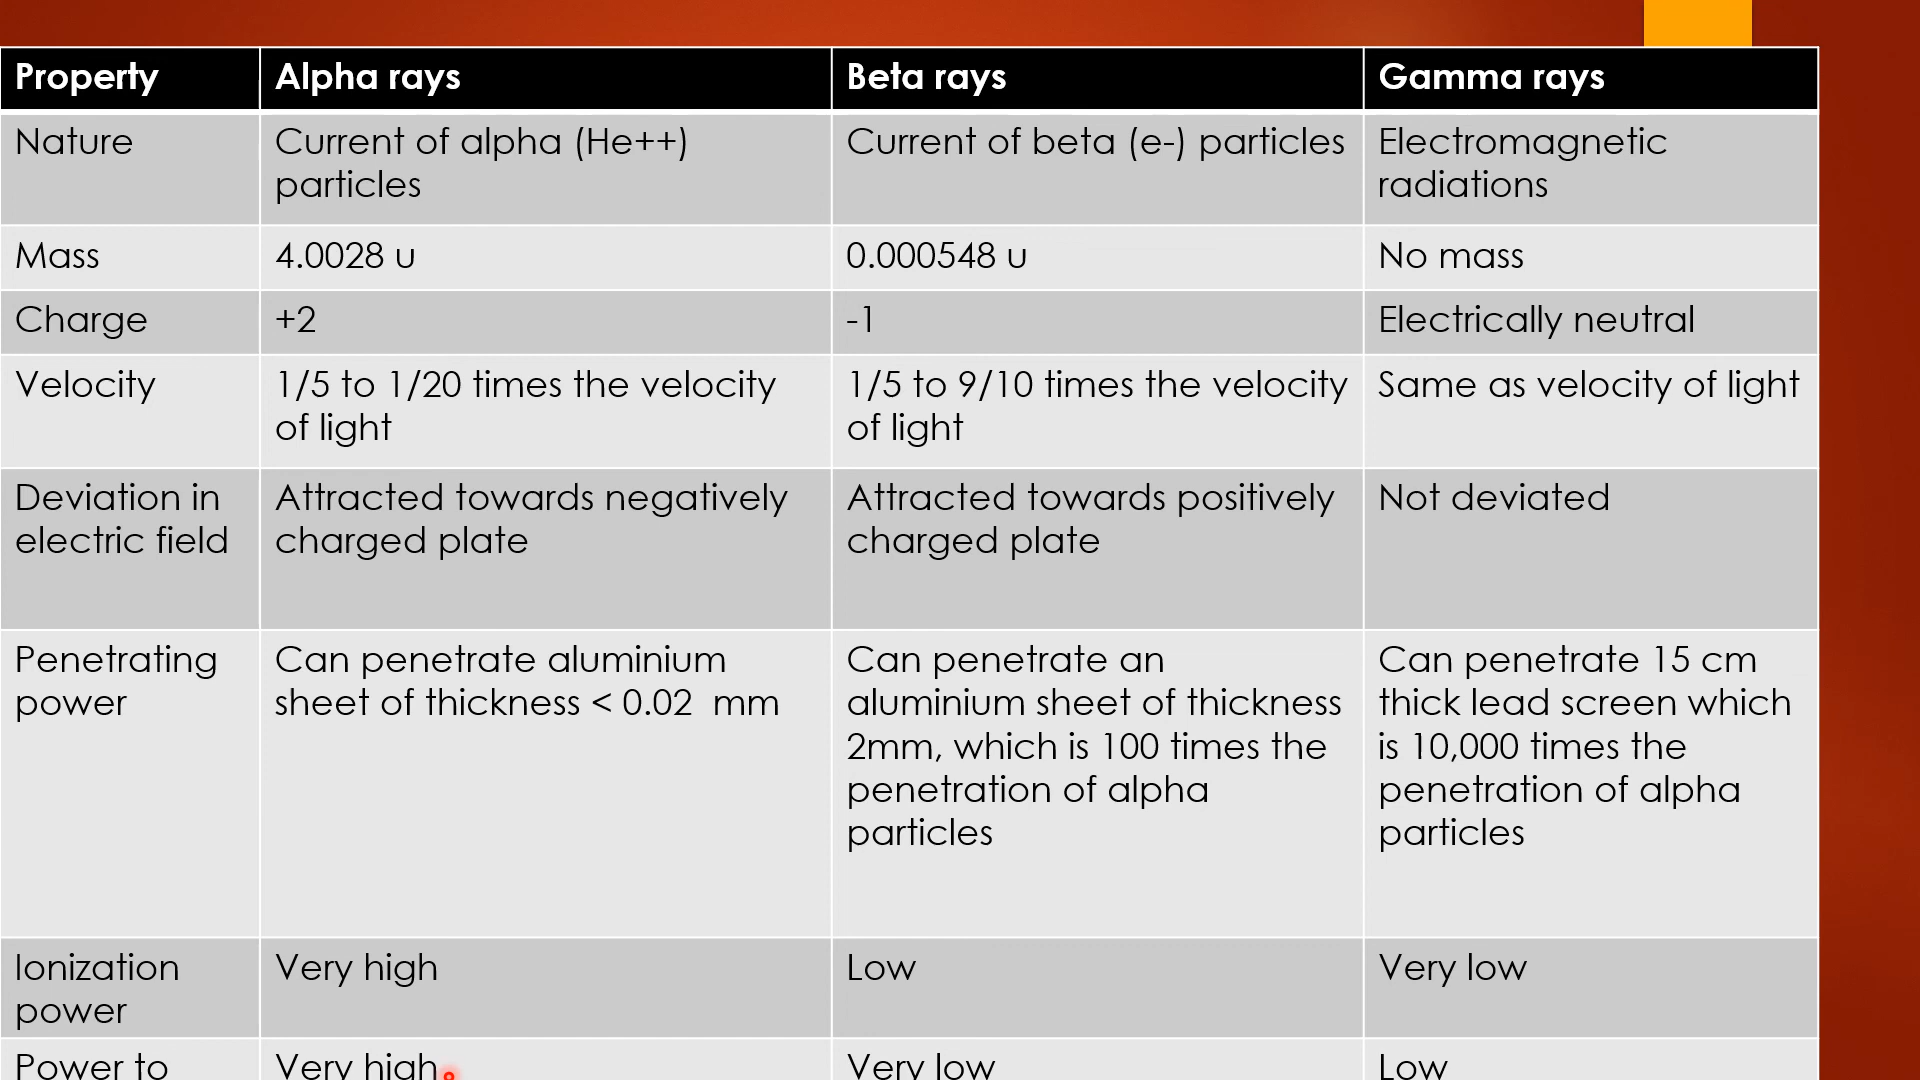 Property
Alpha rays
Beta rays
Gamma rays
Nature
Current of alpha (He++)
particles
Current of beta (e-) particles
Electromagnetic
radiations
Mass
4.0028 u
0.000548 u
No mass
Charge
+2
-1
Electrically neutral
Velocity
1/5 to 1/20 times the velocity
of light
1/5 to 9/10 times the velocity
of light
Same as velocity of light
Deviation in
electric field
Attracted towards negatively
charged plate
Attracted towards positively
charged plate
Not deviated
Penetrating
power
Can penetrate aluminium
sheet of thickness < 0.02 mm
Can penetrate an
aluminium sheet of thickness
2mm, which is 100 times the
penetration of alpha
particles
Can penetrate 15 cm
thick lead screen which
is 10,000 times the
penetration of alpha
particles
Ionization
power
Very high
Low
Very low
Power to
Very high
Very low
Low